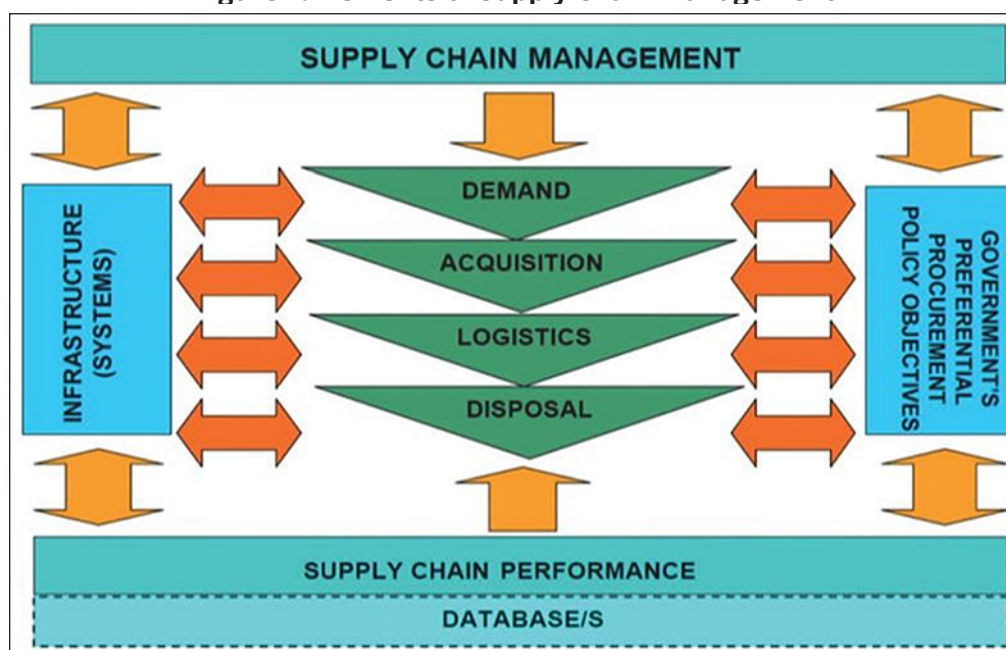 SUPPLY CHAIN MANAGEMENT
DEMAND
ACQUISITION
LOGISTICS
DISPOSAL
INFRASTRUCTURE
(SYSTEMS)
GOVERNMENT'S
PREFERENTIAL
PROCUREMENT
POLICY OBJECTIVES
SUPPLY CHAIN PERFORMANCE
DATABASE/S